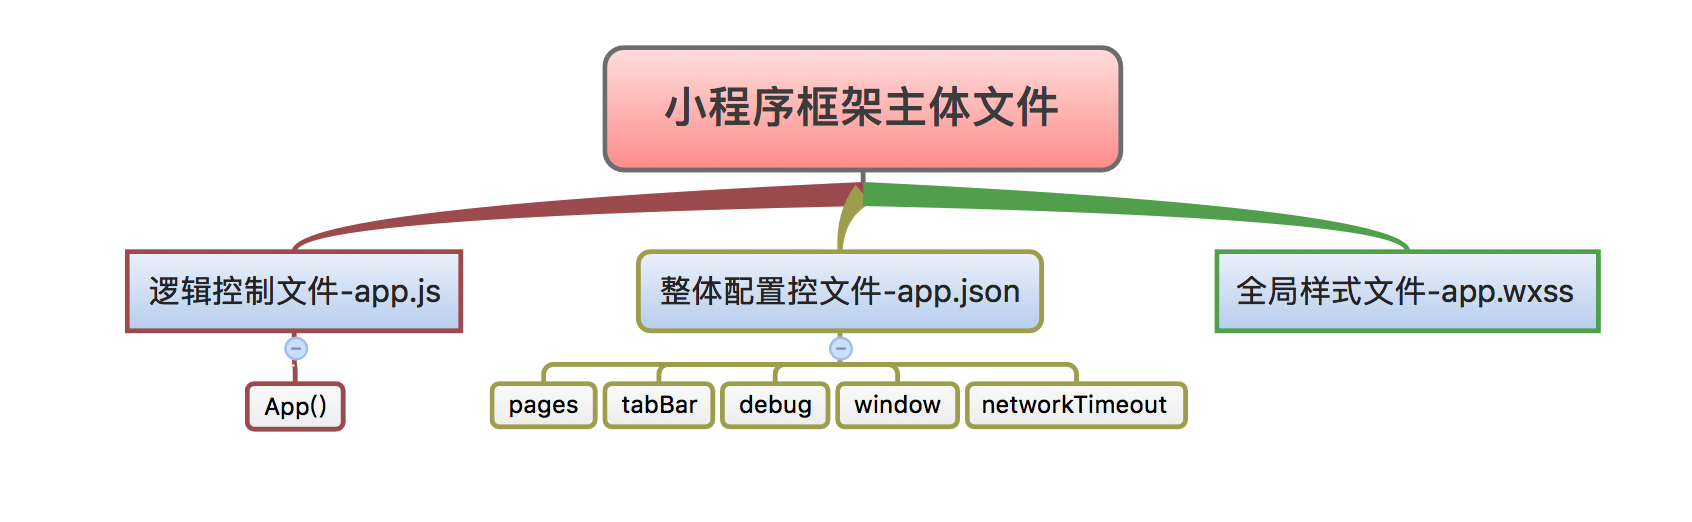 小程序框架主体文件
逻辑控制文件-app.js
整体配置控文件-app.json
全局样式文件-app.wxss
App()
pages
tabBar
debug
window
networkTimeout